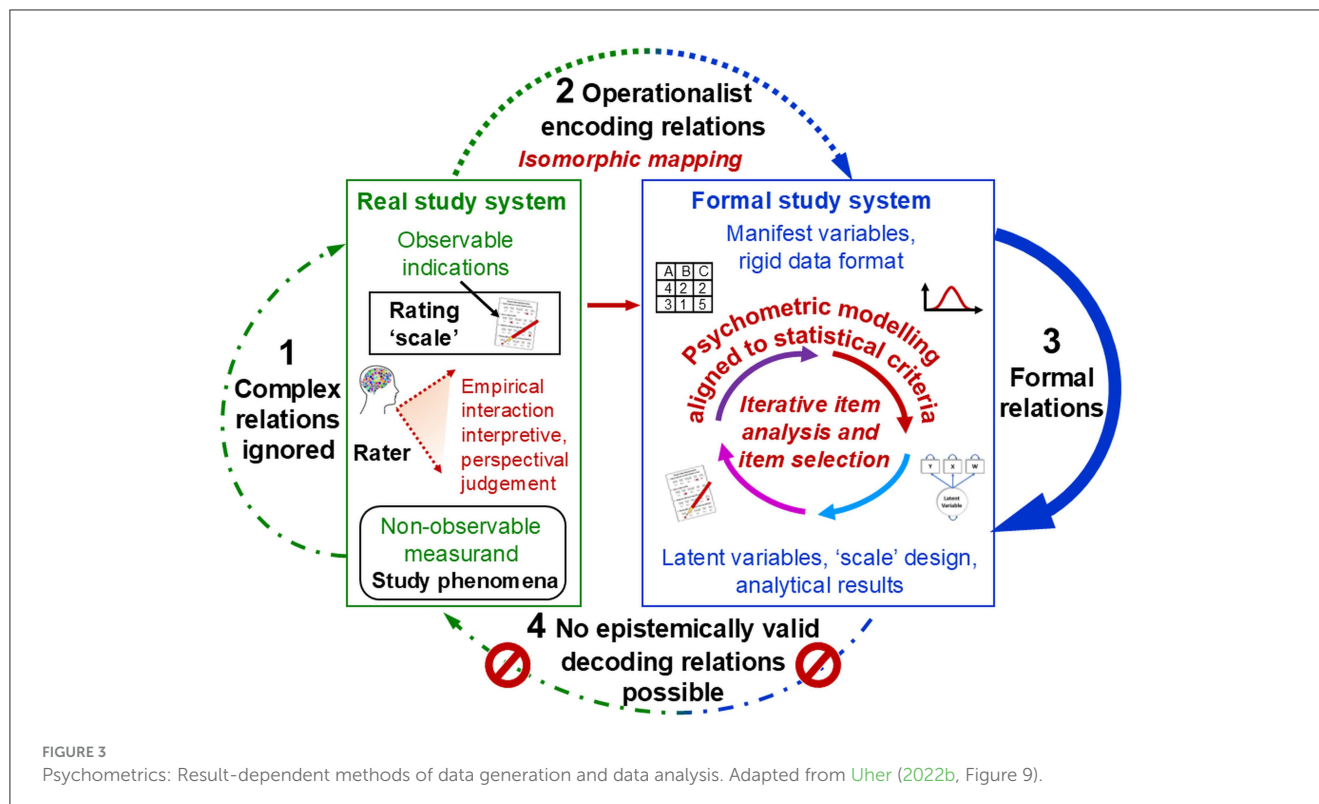 2 Operationalist
encoding relations
Isomorphic mapping
Real study system
Observable
indications
Rating
‘scale’
Rater
Empirical
interaction
interpretive,
perspectival
judgement
Non-observable
measurand
Study phenomena
1
Complex
relations
ignored
Formal study system
Manifest variables,
rigid data format
A B C
4 2 2
3 1 5
Psychometric modelling
aligned to statistical criteria
Iterative item
analysis and
item selection
Y X W
Latent
Variable
Latent variables, ‘scale’ design,
analytical results
3
Formal
relations
4 No epistemically valid
decoding relations
possible
FIGURE 3
Psychometrics: Result-dependent methods of data generation and data analysis. Adapted from Uher (2022b, Figure 9).